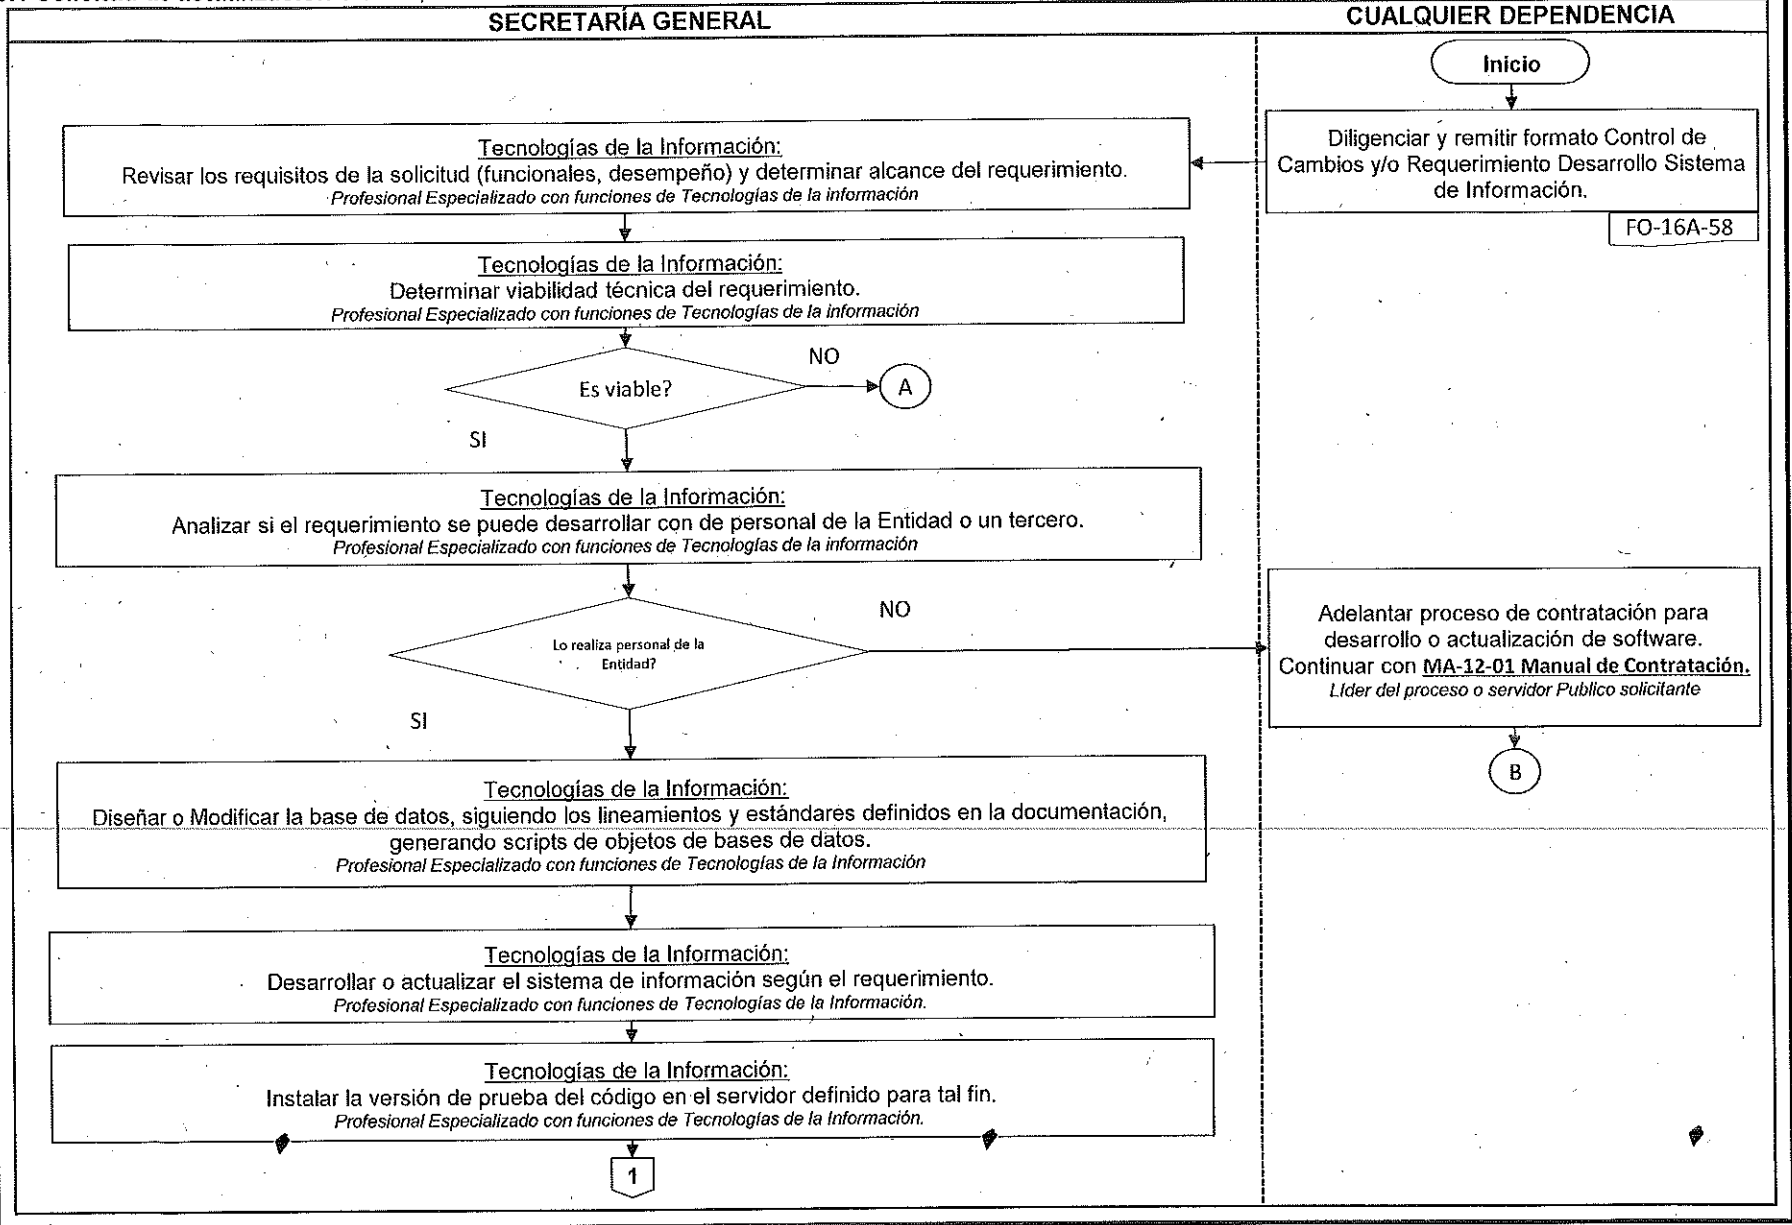 SECRETARÍA GENERAL
CUALQUIER DEPENDENCIA
Inicio
Diligenciar y remitir formato Control de
Cambios y/o Requerimiento Desarrollo Sistema
de Información.
FO-16A-58
Tecnologías de la Información:
Revisar los requisitos de la solicitud (funcionales, desempeño) y determinar alcance del requerimiento.
Profesional Especializado con funciones de Tecnologías de la información
Tecnologías de la Información:
Determinar viabilidad técnica del requerimiento.
Profesional Especializado con funciones de Tecnologías de la información
Es viable?
NO
A
SI
Tecnologías de la Información:
Analizar si el requerimiento se puede desarrollar con de personal de la Entidad o un tercero.
Profesional Especializado con funciones de Tecnologías de la información
Lo realiza personal de la
Entidad?
NO
Adelantar proceso de contratación para
desarrollo o actualización de software.
Continuar con MA-12-01 Manual de Contratación.
Líder del proceso o servidor Publico solicitante
B
SI
Tecnologías de la Información:
Diseñar o Modificar la base de datos, siguiendo los lineamientos y estándares definidos en la documentación,
generando scripts de objetos de bases de datos.
Profesional Especializado con funciones de Tecnologías de la Información
Tecnologías de la Información:
Desarrollar o actualizar el sistema de información según el requerimiento.
Profesional Especializado con funciones de Tecnologías de la Información.
Tecnologías de la Información:
Instalar la versión de prueba del código en el servidor definido para tal fin.
Profesional Especializado con funciones de Tecnologías de la Información.
1